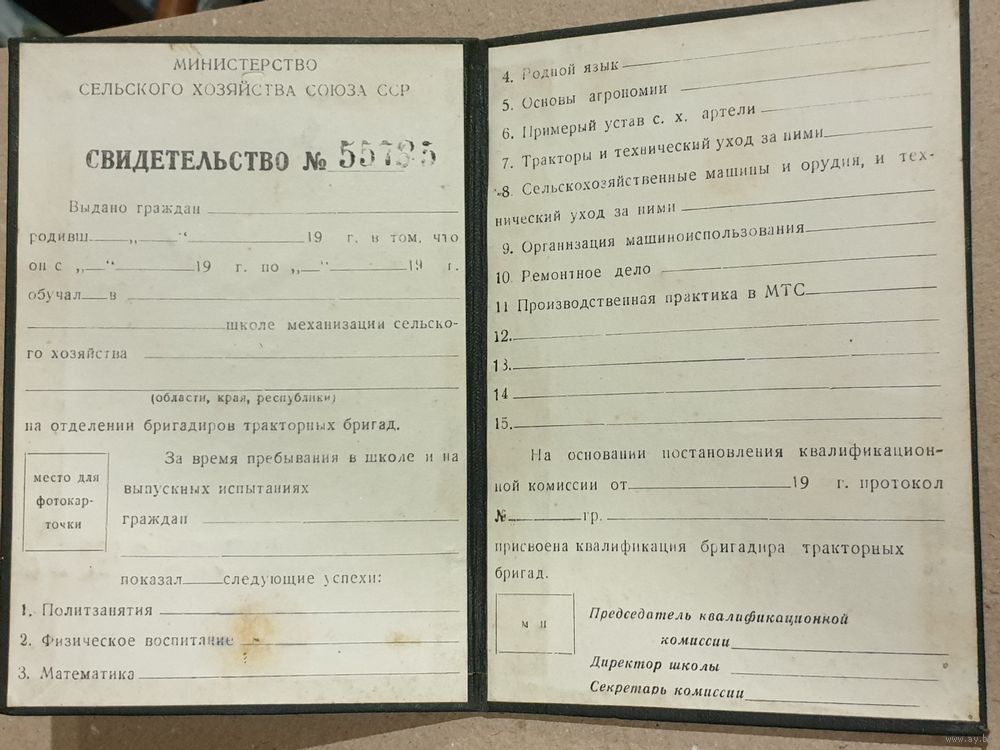 МИНИСТЕРСТВО
СЕЛЬСКОГО ХОЗЯЙСТВА СОЮЗА ССР
СВИДЕТЕЛЬСТВО № 55785
Выдано граждан
родивш. „ “ 19 г. в том, что
он с „ “ 19 г. по „ “ 19 г.
обучал в
школе механизации сельско-
го хозяйства
(области, края, республики)
на отделении бригадиров тракторных бригад.
место для
фотокар-
точки
За время пребывания в школе и на
выпускных испытаниях
граждан
показал следующие успехи:
1. Политзанятия
2. Физическое воспитание
3. Математика
4. Родной язык
5. Основы агрономии
6. Примерый устав с. х. артели
7. Тракторы и технический уход за ними
8. Сельскохозяйственные машины и орудия, и тех-
нический уход за ними
9. Организация машиноиспользования
10. Ремонтное дело
11 Производственная практика в МТС
12.
13.
14
15.
На основании постановления квалификацион-
ной комиссии от 19 г. протокол
№ гр.
присвоена квалификация бригадира тракторных
бригад.
м п
Председатель квалификационной
комиссии
Директор школы
Секретарь комиссии
www.ay.by